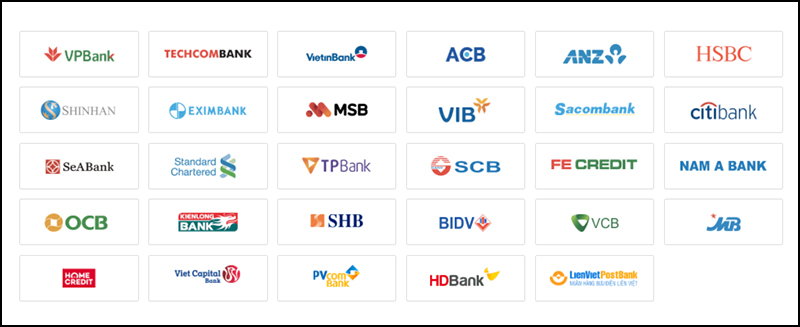 VPBank
TECHCOMBANK
VietinBank
ACB
ANZ
HSBC
SHINHAN
EXIMBANK
MSB
VIB
Sacombank
citibank
SeABank
Standard
Chartered
TPBank
SCB
FE CREDIT
NAM A BANK
OCB
KIENLONG
BANK
SHB
BIDV
VCB
MB
HOME
CREDIT
Viet Capital
Bank
PV
com
Bank
HDBank
LienVietPostBank
NGÂN HÀNG BƯU ĐIỆN LIÊN VIỆT